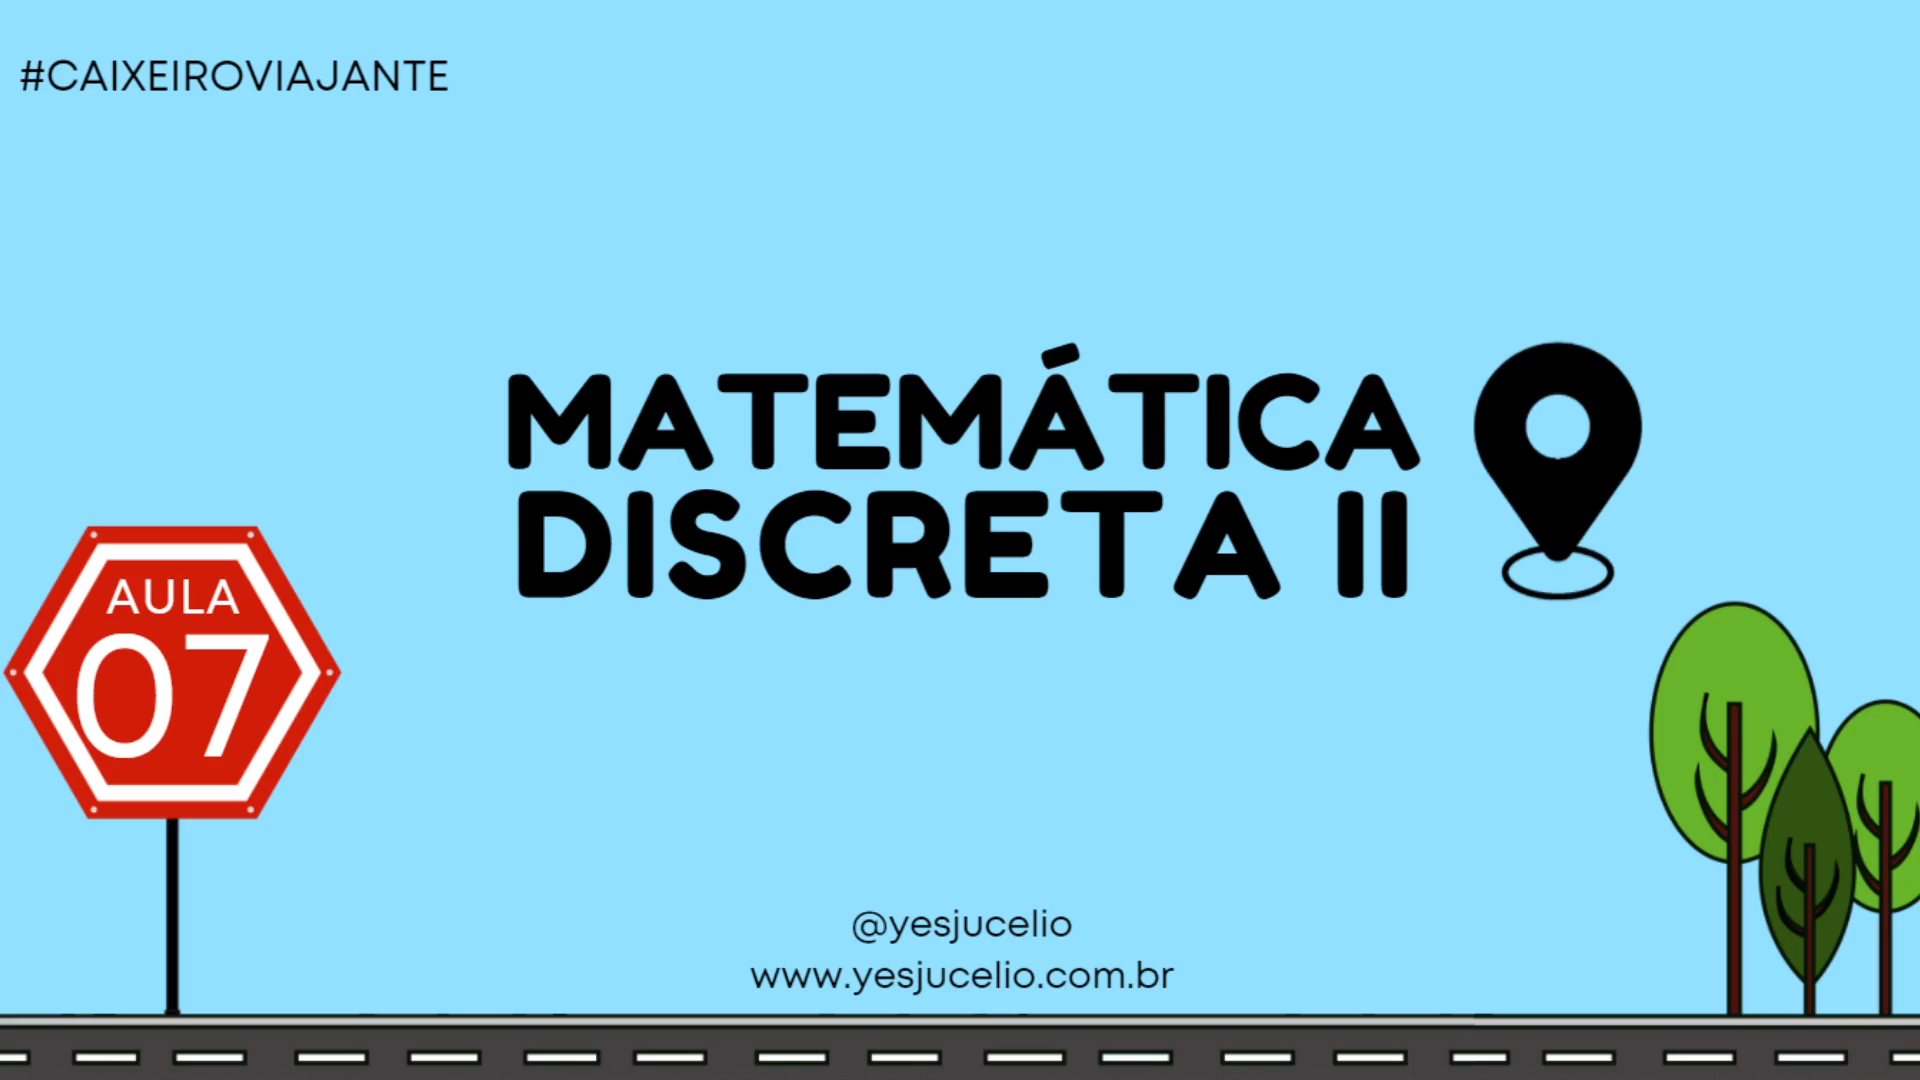 #CAIXEIROVIAJANTE
MATEMÁTICA
DISCRETA II
AULA
07
@yesjucelio
www.yesjucelio.com.br